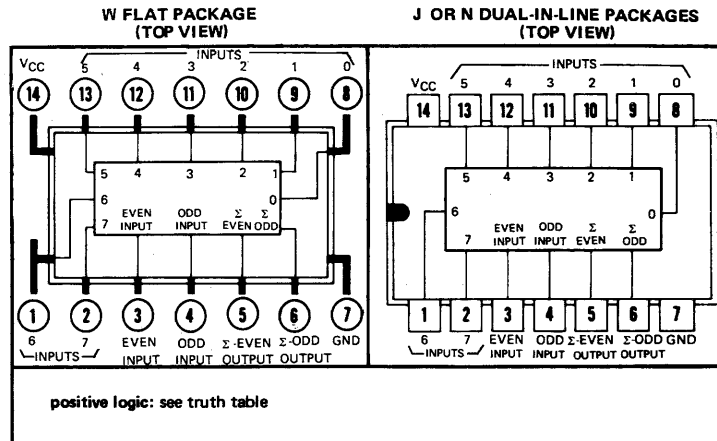 W FLAT PACKAGE
(TOP VIEW)
INPUTS
VCC 5 4 3 2 1 0
14 13 12 11 10 9 8
5 4 3 2 1
6 0
7 EVEN INPUT ODD INPUT Σ EVEN Σ ODD
1 2 3 4 5 6 7
6 7 EVEN INPUT ODD INPUT Σ-EVEN OUTPUT Σ-ODD OUTPUT GND
INPUTS
J OR N DUAL-IN-LINE PACKAGES
(TOP VIEW)
INPUTS
VCC 5 4 3 2 1 0
14 13 12 11 10 9 8
5 4 3 2 1
6 0
7 EVEN INPUT ODD INPUT Σ EVEN Σ ODD
1 2 3 4 5 6 7
6 7 EVEN INPUT ODD INPUT Σ-EVEN OUTPUT Σ-ODD OUTPUT GND
INPUTS
positive logic: see truth table